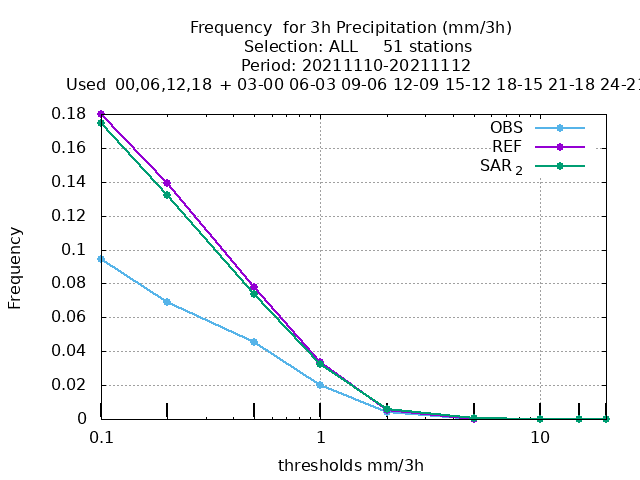 Frequency  for 3h Precipitation (mm/3h)
Selection: ALL     51 stations
Period: 20211110-20211112
Used  00,06,12,18  + 03-00 06-03 09-06 12-09  15-12  18-15  21-18  24-21
0.18
0.16
0.14
0.12
0.1
0.08
0.06
0.04
0.02
0
Frequency
OBS
REF
SAR 2
0.1
1
10
thresholds mm/3h